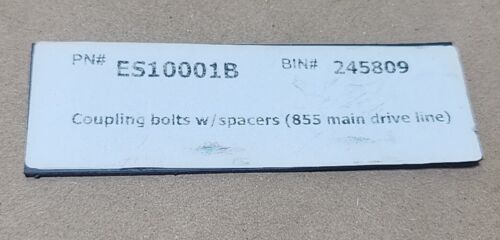 PN# ES10001B BIN# 245809
Coupling bolts w/spacers (855 main drive line)